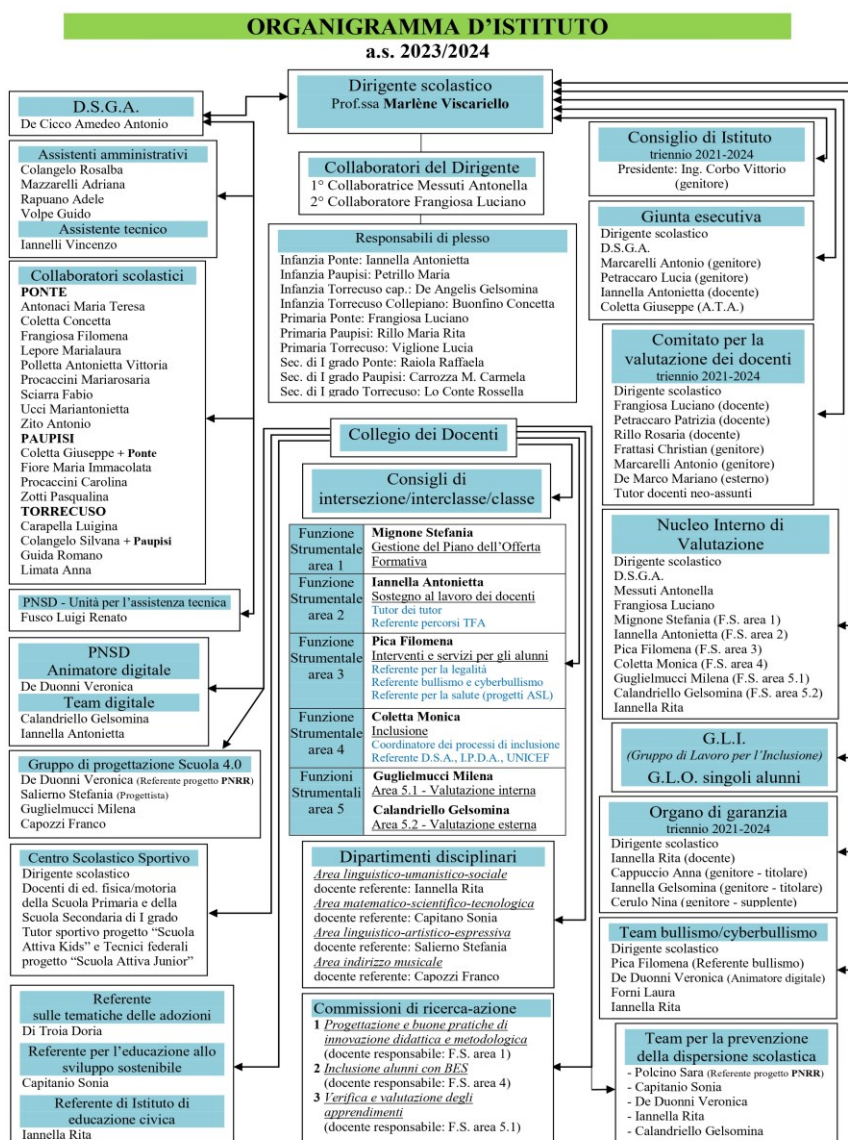 ORGANIGRAMMA D'ISTITUTO
a.s. 2023/2024
Dirigente scolastico
Prof.ssa Marlène Viscariello
D.S.G.A.
De Cicco Amedeo Antonio
Assistenti amministrativi
Colangelo Rosalba
Mazzarelli Adriana
Rapuano Adele
Volpe Guido
Assistente tecnico
Iannelli Vincenzo
Collaboratori scolastici
PONTE
Antonaci Maria Teresa
Coletta Concetta
Frangiosa Filomena
Lepore Marialaura
Polletta Antonietta Vittoria
Procaccini Mariarosaria
Sciarra Fabio
Ucci Mariantonietta
Zito Antonio
PAUPISI
Coletta Giuseppe + Ponte
Fiore Maria Immacolata
Procaccini Carolina
Zotti Pasqualina
TORRECUSO
Carapella Luigina
Colangelo Silvana + Paupisi
Guida Romano
Limata Anna
PNSD - Unità per l'assistenza tecnica
Fusco Luigi Renato
PNSD
Animatore digitale
De Duonni Veronica
Team digitale
Calandriello Gelsomina
Iannella Antonietta
Gruppo di progettazione Scuola 4.0
De Duonni Veronica (Referente progetto PNRR)
Salierno Stefania (Progettista)
Guglielmucci Milena
Capozzi Franco
Centro Scolastico Sportivo
Dirigente scolastico
Docenti di ed. fisica/motoria
della Scuola Primaria e della
Scuola Secondaria di I grado
Tutor sportivo progetto "Scuola
Attiva Kids" e Tecnici federali
progetto "Scuola Attiva Junior"
Referente
sulle tematiche delle adozioni
Di Troia Doria
Referente per l'educazione allo
sviluppo sostenibile
Capitanio Sonia
Referente di Istituto di
educazione civica
Iannella Rita
Collaboratori del Dirigente
1° Collaboratrice Messuti Antonella
2° Collaboratore Frangiosa Luciano
Responsabili di plesso
Infanzia Ponte: Iannella Antonietta
Infanzia Paupisi: Petrillo Maria
Infanzia Torrecuso cap.: De Angelis Gelsomina
Infanzia Torrecuso Collepiano: Buonfino Concetta
Primaria Ponte: Frangiosa Luciano
Primaria Paupisi: Rillo Maria Rita
Primaria Torrecuso: Viglione Lucia
Sec. di I grado Ponte: Raiola Raffaela
Sec. di I grado Paupisi: Carrozza M. Carmela
Sec. di I grado Torrecuso: Lo Conte Rossella
Collegio dei Docenti
Consigli di
intersezione/interclasse/classe
Funzione
Strumentale
area 1
Mignone Stefania
Gestione del Piano dell'Offerta
Formativa
Funzione
Strumentale
area 2
Iannella Antonietta
Sostegno al lavoro dei docenti
Tutor dei tutor
Referente percorsi TFA
Funzione
Strumentale
area 3
Pica Filomena
Interventi e servizi per gli alunni
Referente per la legalità
Referente bullismo e cyberbullismo
Referente per la salute (progetti ASL)
Funzione
Strumentale
area 4
Coletta Monica
Inclusione
Coordinatore dei processi di inclusione
Referente D.S.A., I.P.D.A., UNICEF
Funzioni
Strumentali
area 5
Guglielmucci Milena
Area 5.1 - Valutazione interna
Calandriello Gelsomina
Area 5.2 - Valutazione esterna
Dipartimenti disciplinari
Area linguistico-umanistico-sociale
docente referente: Iannella Rita
Area matematico-scientifico-tecnologica
docente referente: Capitano Sonia
Area linguistico-artistico-espressiva
docente referente: Salierno Stefania
Area indirizzo musicale
docente referente: Capozzi Franco
Commissioni di ricerca-azione
1 Progettazione e buone pratiche di
innovazione didattica e metodologica
(docente responsabile: F.S. area 1)
2 Inclusione alunni con BES
(docente responsabile: F.S. area 4)
3 Verifica e valutazione degli
apprendimenti
(docente responsabile: F.S. area 5.1)
Consiglio di Istituto
triennio 2021-2024
Presidente: Ing. Corbo Vittorio
(genitore)
Giunta esecutiva
Dirigente scolastico
D.S.G.A.
Marcarelli Antonio (genitore)
Petraccaro Lucia (genitore)
Iannella Antonietta (docente)
Coletta Giuseppe (A.T.A.)
Comitato per la
valutazione dei docenti
triennio 2021-2024
Dirigente scolastico
Frangiosa Luciano (docente)
Petraccaro Patrizia (docente)
Rillo Rosaria (docente)
Frattasi Christian (genitore)
Marcarelli Antonio (genitore)
De Marco Mariano (esterno)
Tutor docenti neo-assunti
Nucleo Interno di
Valutazione
Dirigente scolastico
D.S.G.A.
Messuti Antonella
Frangiosa Luciano
Mignone Stefania (F.S. area 1)
Iannella Antonietta (F.S. area 2)
Pica Filomena (F.S. area 3)
Coletta Monica (F.S. area 4)
Guglielmucci Milena (F.S. area 5.1)
Calandriello Gelsomina (F.S. area 5.2)
Iannella Rita
G.L.I.
(Gruppo di Lavoro per l'Inclusione)
G.L.O. singoli alunni
Organo di garanzia
triennio 2021-2024
Dirigente scolastico
Iannella Rita (docente)
Cappuccio Anna (genitore - titolare)
Iannella Gelsomina (genitore - titolare)
Cerulo Nina (genitore - supplente)
Team bullismo/cyberbullismo
Dirigente scolastico
Pica Filomena (Referente bullismo)
De Duonni Veronica (Animatore digitale)
Forni Laura
Iannella Rita
Team per la prevenzione
della dispersione scolastica
- Polcino Sara (Referente progetto PNRR)
- Capitanio Sonia
- De Duonni Veronica
- Iannella Rita
- Calandriello Gelsomina